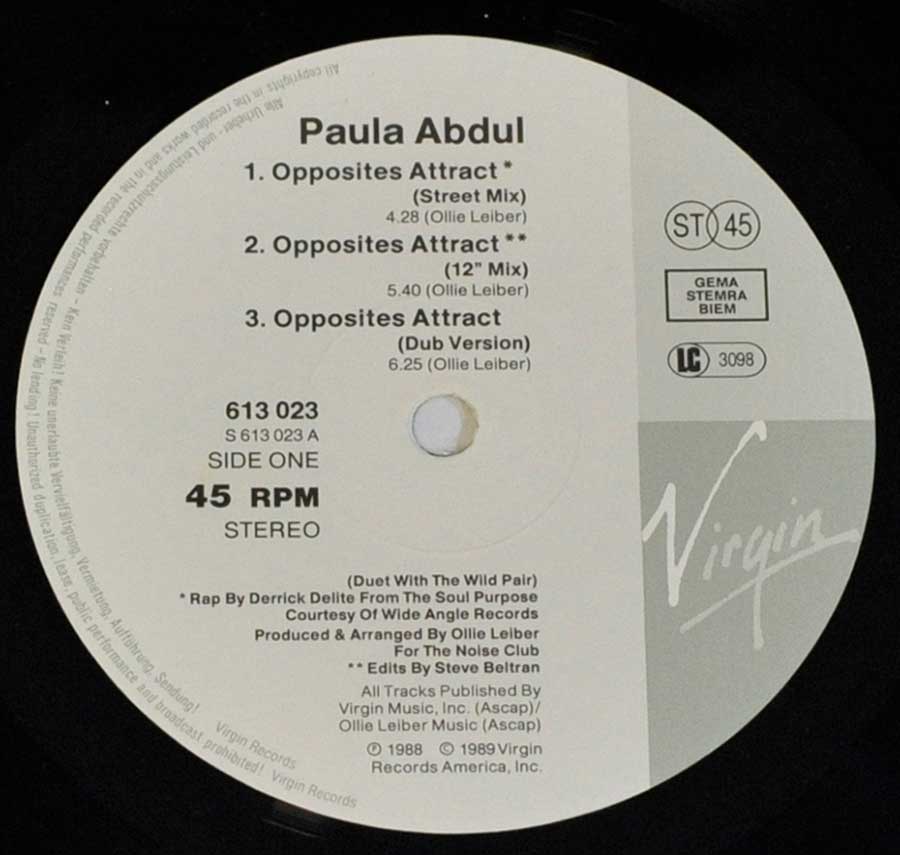 Paula Abdul
1. Opposites Attract *
(Street Mix)
4.28 (Ollie Leiber)
2. Opposites Attract **
(12" Mix)
5.40 (Ollie Leiber)
3. Opposites Attract
(Dub Version)
6.25 (Ollie Leiber)
ST 45
GEMA
STEMRA
BIEM
LC 3098
613 023
S 613 023 A
SIDE ONE
45 RPM
STEREO
Virgin
(Duet With The Wild Pair)
* Rap By Derrick Delite From The Soul Purpose
Courtesy Of Wide Angle Records
Produced & Arranged By Ollie Leiber
For The Noise Club
** Edits By Steve Beltran
All Tracks Published By
Virgin Music, Inc. (Ascap)/
Ollie Leiber Music (Ascap)
℗ 1988 © 1989 Virgin
Records America, Inc.
Alle Urheber- und Leistungsschutzrechte vorbehalten – Kein Verleih! Keine unerlaubte Vervielfältigung, Vermietung, Aufführung, Sendung! Virgin Records
All copyrights in the recorded works and in the recorded performances reserved – No lending! Unauthorized duplication, lease, public performance and broadcast prohibited! Virgin Records